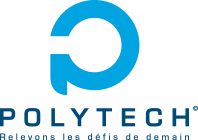 POLYTECH®
Relevons les défis de demain